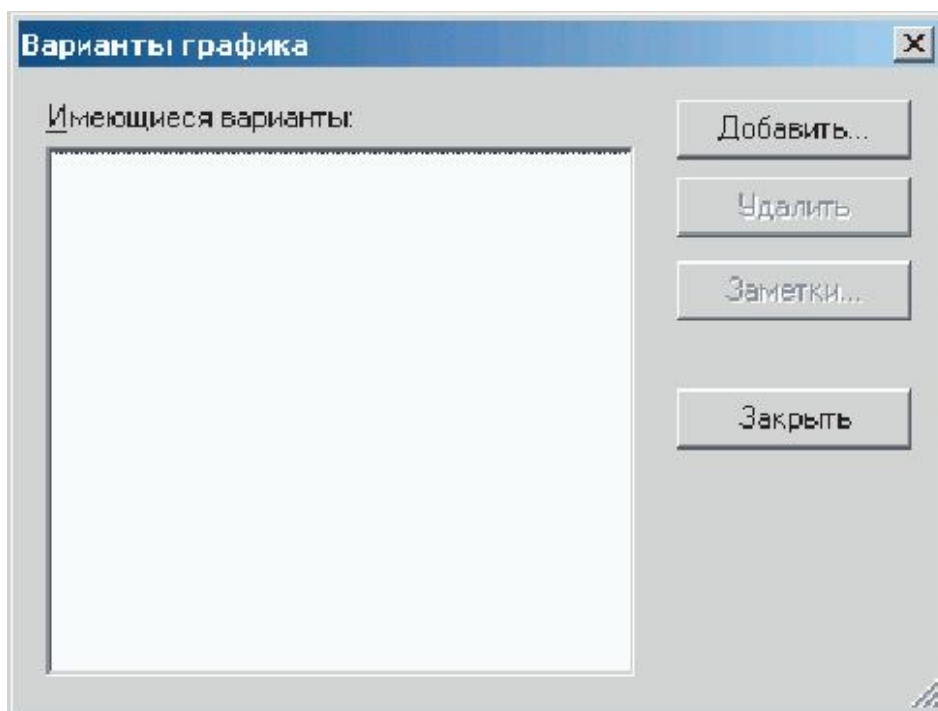 Варианты графика
Имеющиеся варианты:
Добавить...
Удалить
Заметки...
Закрыть